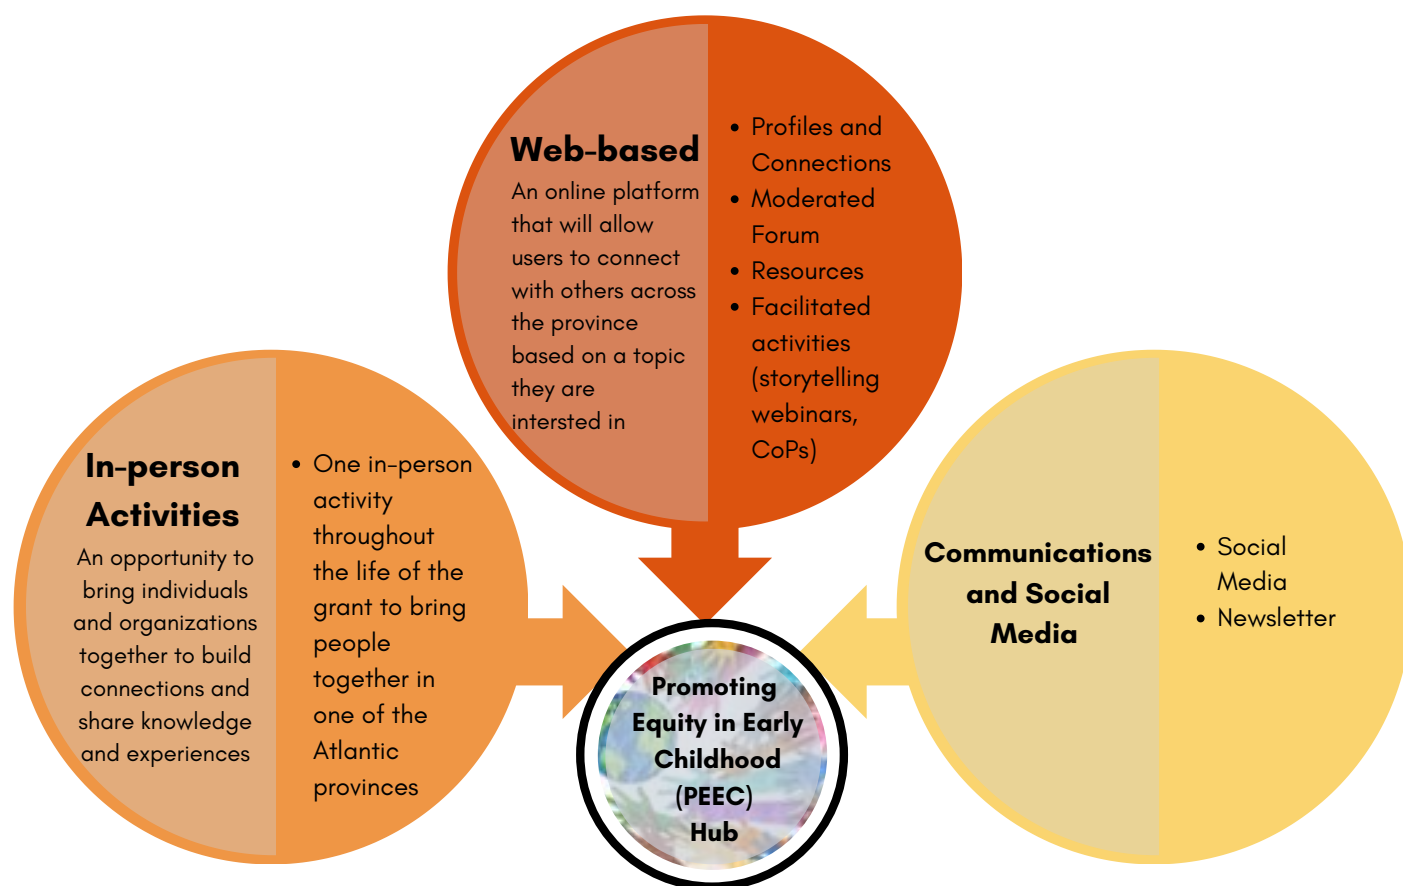 Web-based
An online platform
that will allow
users to connect
with others across
the province
based on a topic
they are
intersted in
• Profiles and
Connections
• Moderated
Forum
• Resources
• Facilitated
activities
(storytelling
webinars,
CoPs)
In-person
Activities
An opportunity to
bring individuals
and organizations
together to build
connections and
share knowledge
and experiences
• One in-person
activity
throughout
the life of the
grant to bring
people
together in
one of the
Atlantic
provinces
Communications
and Social
Media
• Social
Media
• Newsletter
Promoting
Equity in Early
Childhood
(PEEC)
Hub